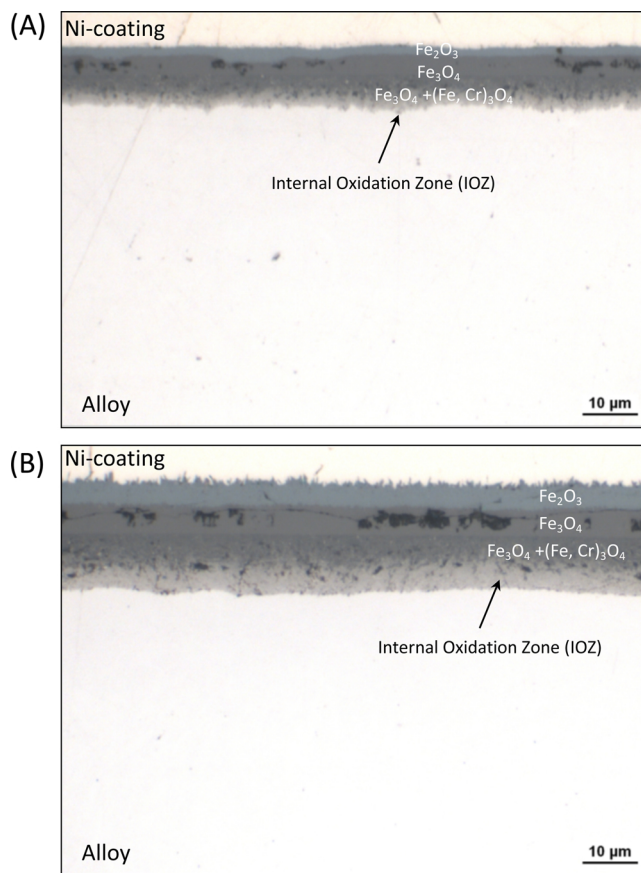 (A)
Ni-coating
Fe₂O₃
Fe₃O₄
Fe₃O₄ +(Fe, Cr)₃O₄
Internal Oxidation Zone (IOZ)
Alloy
10 µm
(B)
Ni-coating
Fe₂O₃
Fe₃O₄
Fe₃O₄ +(Fe, Cr)₃O₄
Internal Oxidation Zone (IOZ)
Alloy
10 µm